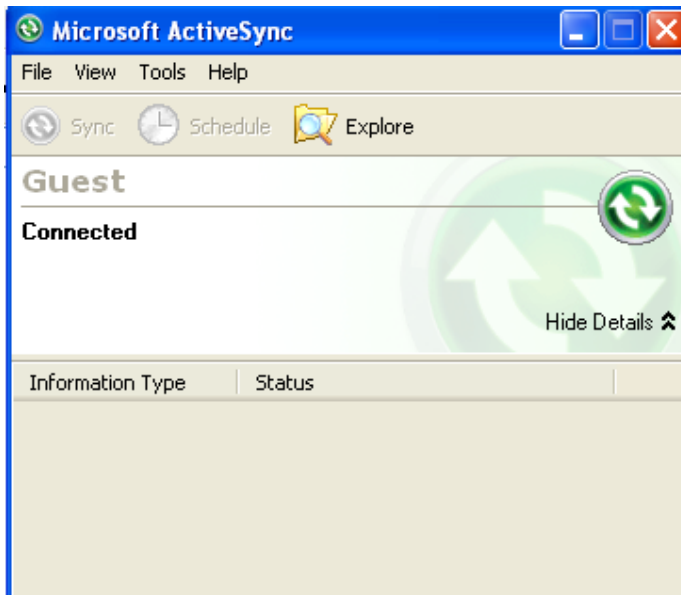 Microsoft ActiveSync
File View Tools Help
Sync Schedule Explore
Guest
Connected
Hide Details
Information Type Status